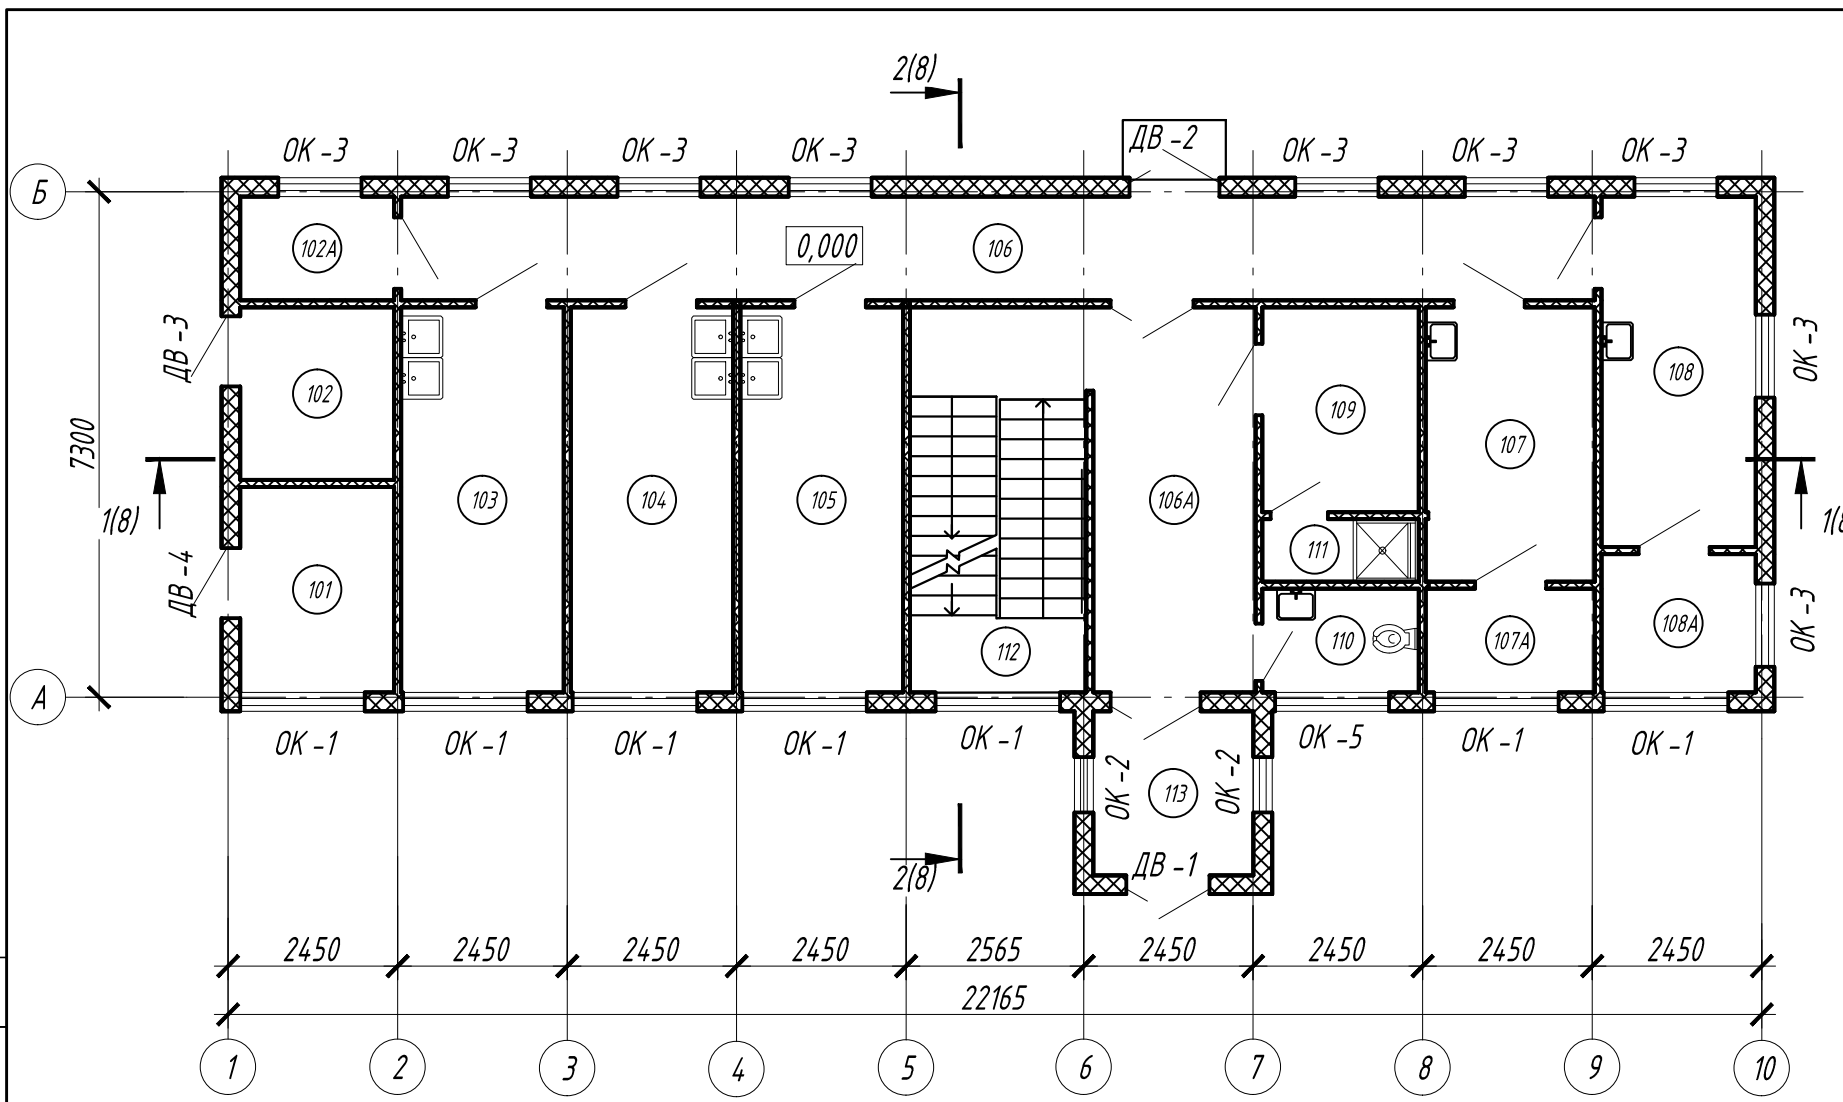 2(8)
ДВ -2
ОК -3 ОК -3 ОК -3 ОК -3 ОК -3 ОК -3 ОК -3
Б
102А 0,000 106
ДВ -3 ОК -3
102 109 107 108
7300
1(8) 103 104 105 106А 1(8
ДВ -4 101 111
112 110 107А 108А ОК -3
А
ОК -1 ОК -1 ОК -1 ОК -1 ОК -1 ОК -5 ОК -1 ОК -1
ОК -2 113 ОК -2
2(8) ДВ -1
2450 2450 2450 2450 2565 2450 2450 2450 2450
22165
1 2 3 4 5 6 7 8 9 10